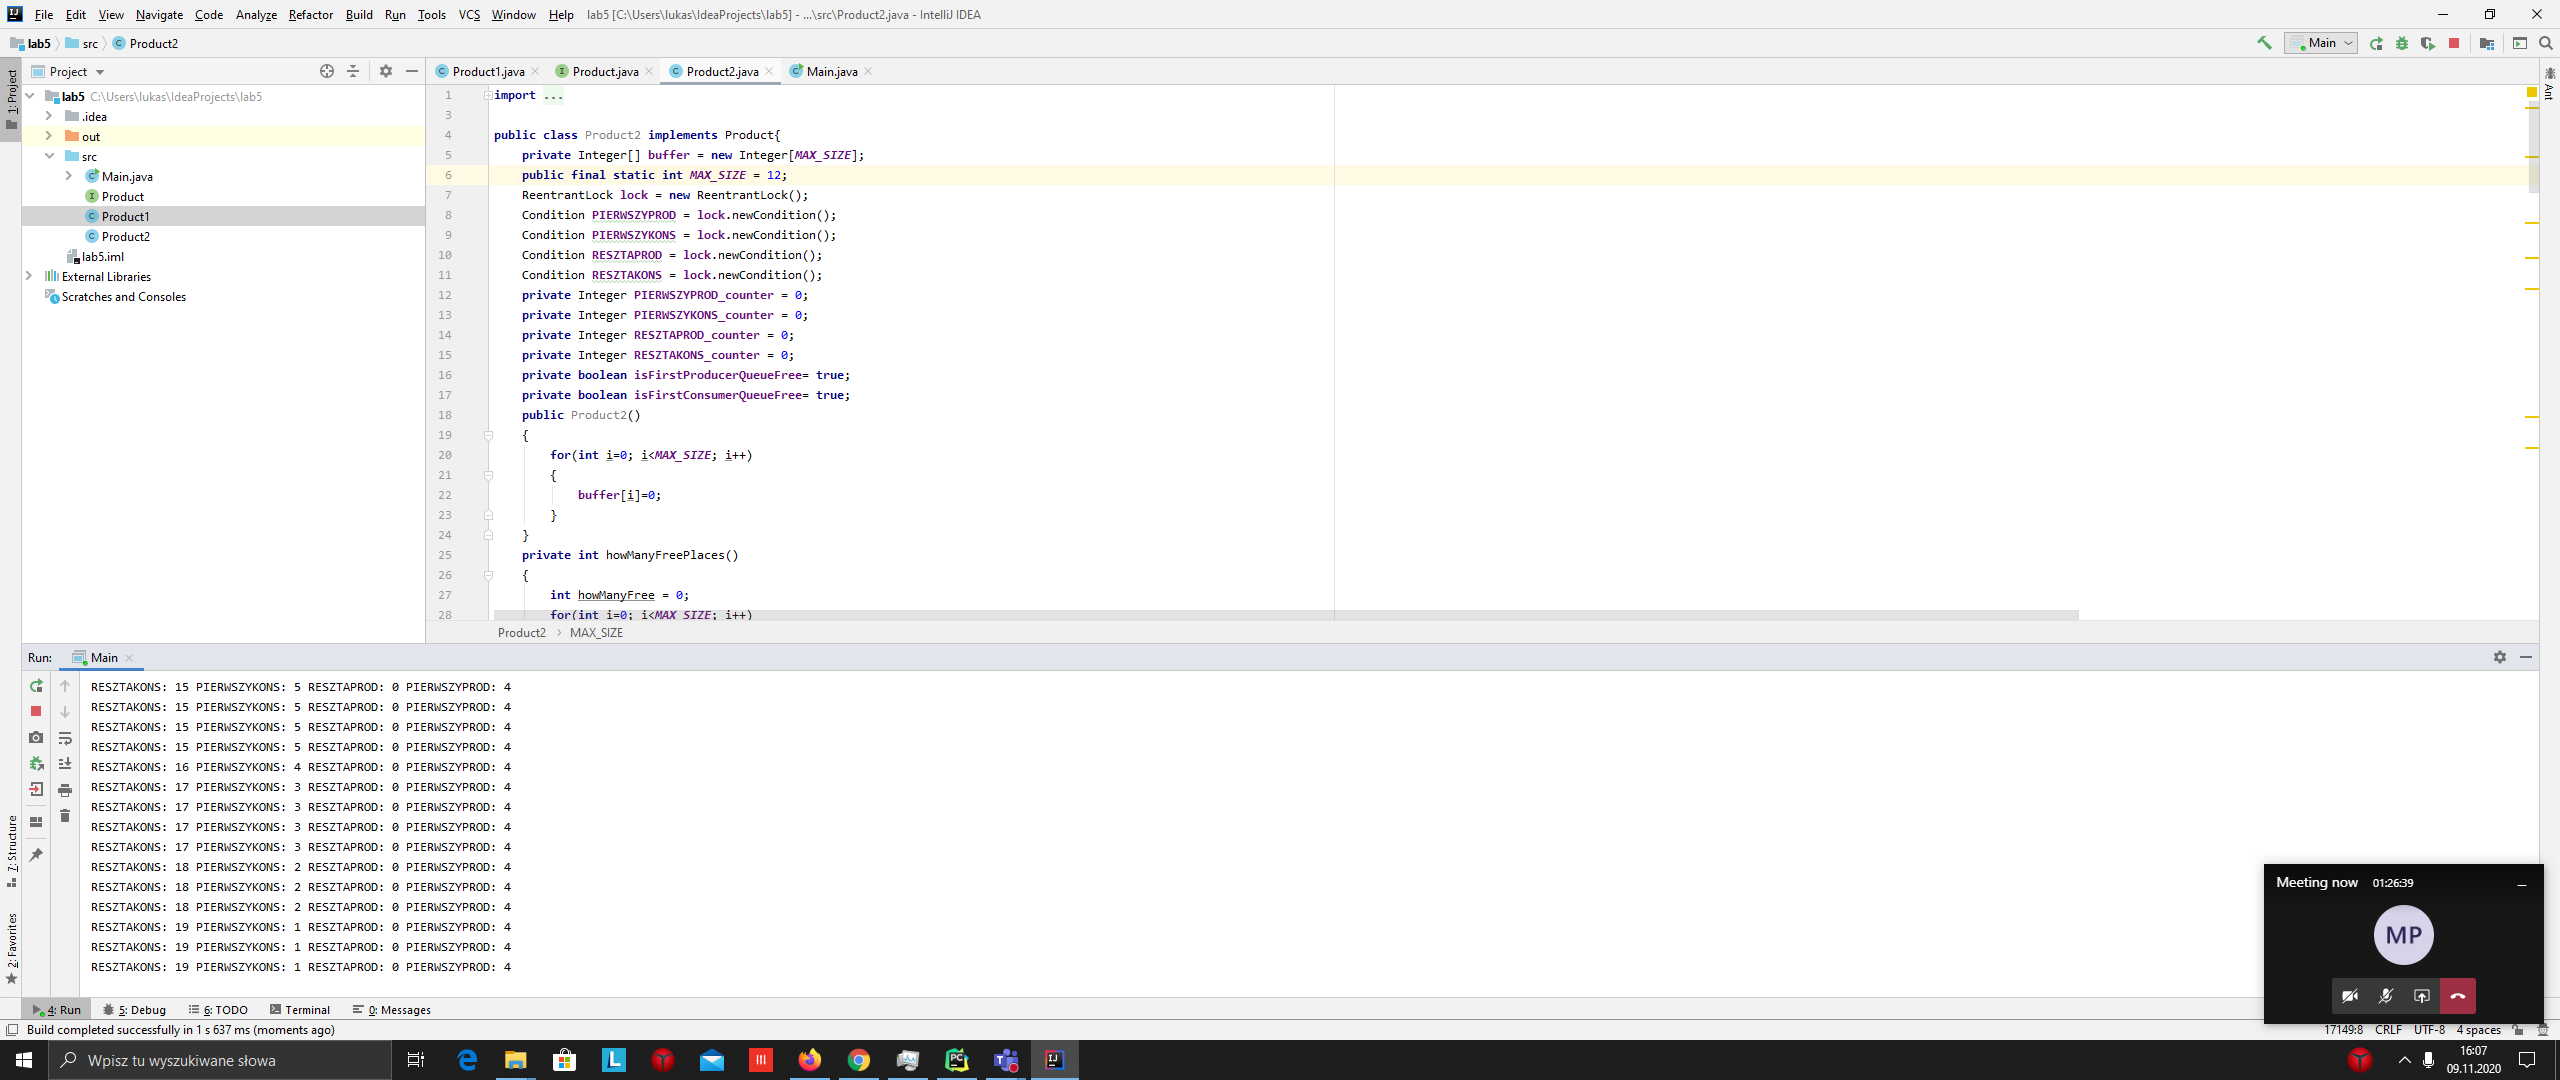 File Edit View Navigate Code Analyze Refactor Build Run Tools VCS Window Help lab5 [C:\Users\lukas\IdeaProjects\lab5] - ...\src\Product2.java - IntelliJ IDEA
lab5 src Product2
Main
1: Project
Project
Product1.java Product.java Product2.java Main.java
Ant
lab5 C:\Users\lukas\IdeaProjects\lab5
.idea
out
src
Main.java
Product
Product1
Product2
lab5.iml
External Libraries
Scratches and Consoles
1 import ...
3
4 public class Product2 implements Product{
5 private Integer[] buffer = new Integer[MAX_SIZE];
6 public final static int MAX_SIZE = 12;
7 ReentrantLock lock = new ReentrantLock();
8 Condition PIERWSZYPROD = lock.newCondition();
9 Condition PIERWSZYKONS = lock.newCondition();
10 Condition RESZTAPROD = lock.newCondition();
11 Condition RESZTAKONS = lock.newCondition();
12 private Integer PIERWSZYPROD_counter = 0;
13 private Integer PIERWSZYKONS_counter = 0;
14 private Integer RESZTAPROD_counter = 0;
15 private Integer RESZTAKONS_counter = 0;
16 private boolean isFirstProducerQueueFree= true;
17 private boolean isFirstConsumerQueueFree= true;
18 public Product2()
19 {
20 for(int i=0; i<MAX_SIZE; i++)
21 {
22 buffer[i]=0;
23 }
24 }
25 private int howManyFreePlaces()
26 {
27 int howManyFree = 0;
28 for(int i=0; i<MAX_SIZE; i++)
Product2 MAX_SIZE
Run: Main
RESZTAKONS: 15 PIERWSZYKONS: 5 RESZTAPROD: 0 PIERWSZYPROD: 4
RESZTAKONS: 15 PIERWSZYKONS: 5 RESZTAPROD: 0 PIERWSZYPROD: 4
RESZTAKONS: 15 PIERWSZYKONS: 5 RESZTAPROD: 0 PIERWSZYPROD: 4
RESZTAKONS: 15 PIERWSZYKONS: 5 RESZTAPROD: 0 PIERWSZYPROD: 4
RESZTAKONS: 16 PIERWSZYKONS: 4 RESZTAPROD: 0 PIERWSZYPROD: 4
RESZTAKONS: 17 PIERWSZYKONS: 3 RESZTAPROD: 0 PIERWSZYPROD: 4
RESZTAKONS: 17 PIERWSZYKONS: 3 RESZTAPROD: 0 PIERWSZYPROD: 4
RESZTAKONS: 17 PIERWSZYKONS: 3 RESZTAPROD: 0 PIERWSZYPROD: 4
RESZTAKONS: 17 PIERWSZYKONS: 3 RESZTAPROD: 0 PIERWSZYPROD: 4
RESZTAKONS: 18 PIERWSZYKONS: 2 RESZTAPROD: 0 PIERWSZYPROD: 4
RESZTAKONS: 18 PIERWSZYKONS: 2 RESZTAPROD: 0 PIERWSZYPROD: 4
RESZTAKONS: 18 PIERWSZYKONS: 2 RESZTAPROD: 0 PIERWSZYPROD: 4
RESZTAKONS: 19 PIERWSZYKONS: 1 RESZTAPROD: 0 PIERWSZYPROD: 4
RESZTAKONS: 19 PIERWSZYKONS: 1 RESZTAPROD: 0 PIERWSZYPROD: 4
RESZTAKONS: 19 PIERWSZYKONS: 1 RESZTAPROD: 0 PIERWSZYPROD: 4
7: Structure
2: Favorites
Meeting now 01:26:39
MP
4: Run 5: Debug 6: TODO Terminal 0: Messages
Build completed successfully in 1 s 637 ms (moments ago)
17149:8 CRLF UTF-8 4 spaces
Wpisz tu wyszukiwane słowa
16:07
09.11.2020